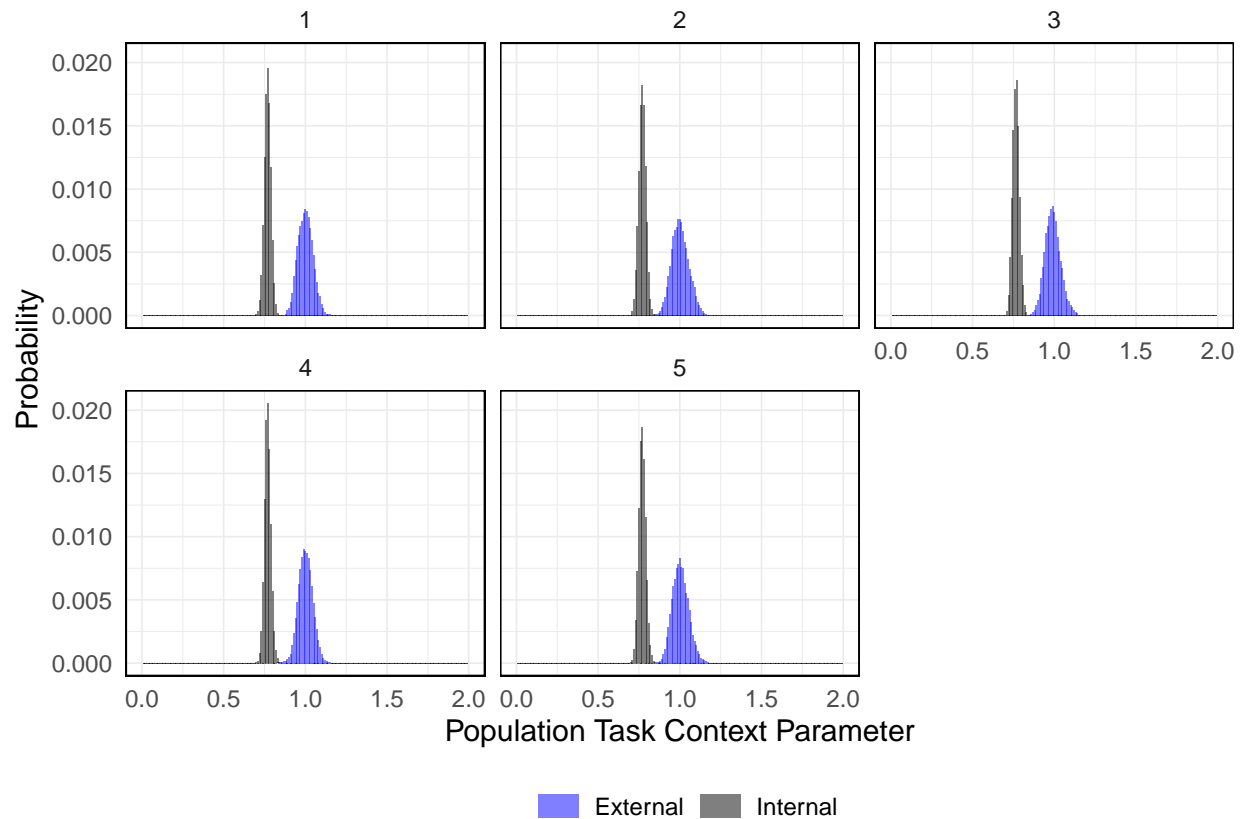 1 2 3
0.020
0.015
0.010
0.005
0.000
0.0 0.5 1.0 1.5 2.0
Probability
4 5
0.020
0.015
0.010
0.005
0.000
0.0 0.5 1.0 1.5 2.0 0.0 0.5 1.0 1.5 2.0
Population Task Context Parameter
External Internal